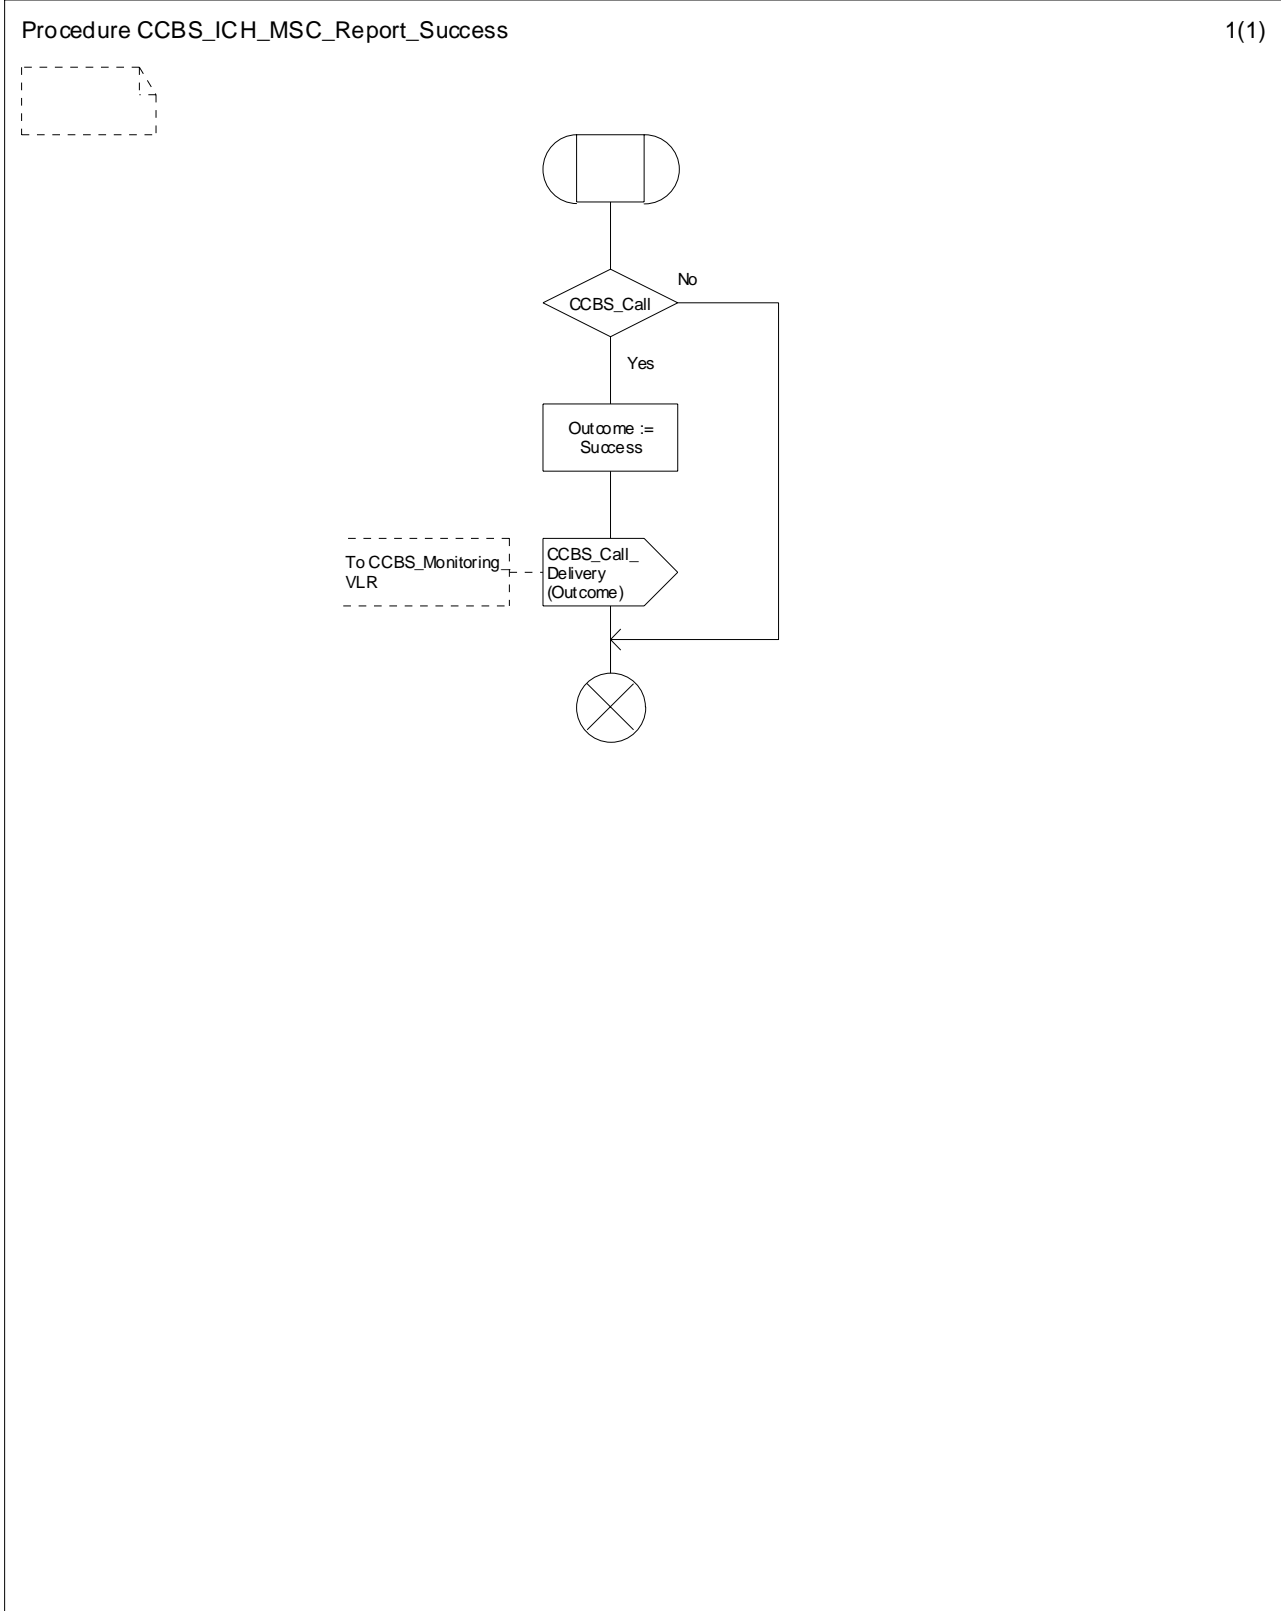 Procedure CCBS_ICH_MSC_Report_Success
1(1)
No
CCBS_Call
Yes
Outcome :=
Success
To CCBS_Monitoring_
VLR
CCBS_Call_
Delivery
(Outcome)